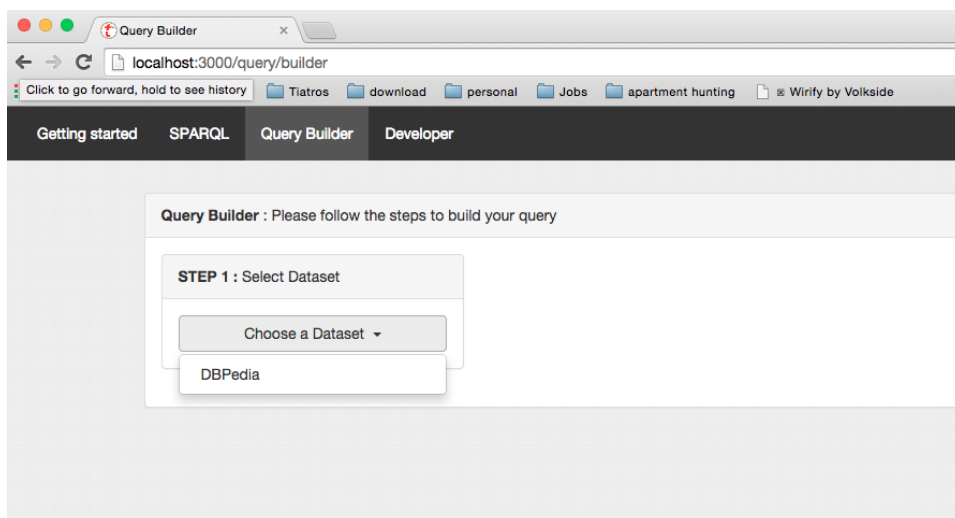 Query Builder
localhost:3000/query/builder
Click to go forward, hold to see history Tiatros download personal Jobs apartment hunting Wirify by Volkside
Getting started SPARQL Query Builder Developer
Query Builder : Please follow the steps to build your query
STEP 1 : Select Dataset
Choose a Dataset
DBPedia